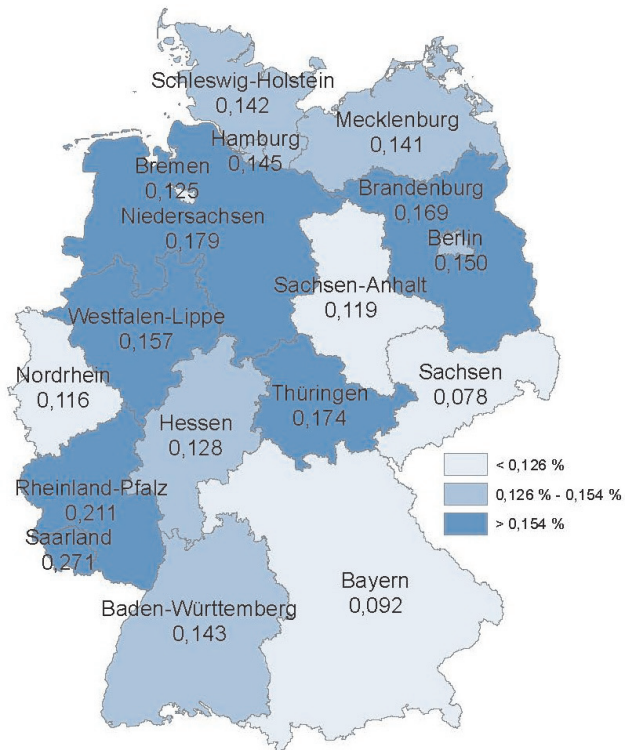 Schleswig-Holstein
0,142
Mecklenburg
0,141
Hamburg
0,145
Bremen
0,125
Niedersachsen
0,179
Brandenburg
0,169
Berlin
0,150
Sachsen-Anhalt
0,119
Westfalen-Lippe
0,157
Nordrhein
0,116
Sachsen
0,078
Thüringen
0,174
Hessen
0,128
Rheinland-Pfalz
0,211
Saarland
0,271
Bayern
0,092
Baden-Württemberg
0,143
< 0,126 %
0,126 % - 0,154 %
> 0,154 %